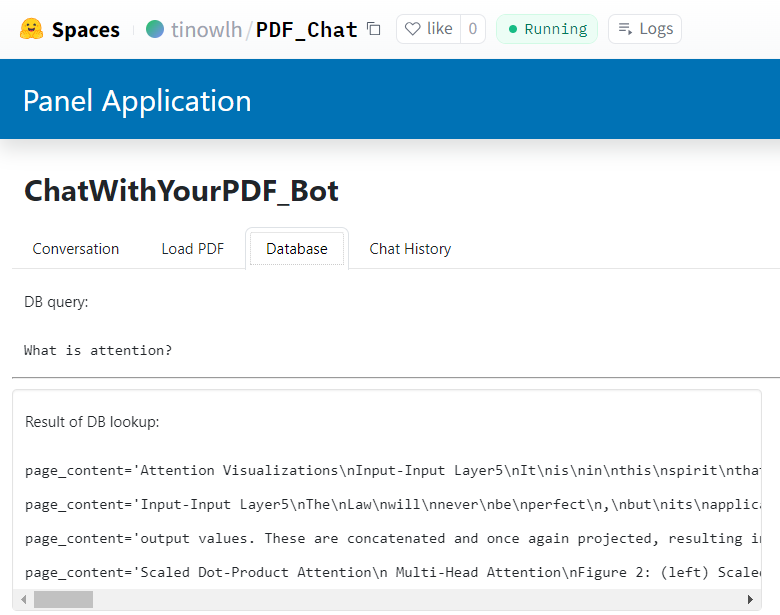 Spaces tinowlh/PDF_Chat like 0 Running Logs
Panel Application
ChatWithYourPDF_Bot
Conversation Load PDF Database Chat History
DB query:
What is attention?
Result of DB lookup:
page_content='Attention Visualizations\nInput-Input Layer5\nIt\nis\nin\nthis\nspirit\ntha
page_content='Input-Input Layer5\nThe\nLaw\nwill\nnever\nbe\nperfect\n,\nbut\nits\napplic
page_content='output values. These are concatenated and once again projected, resulting i
page_content='Scaled Dot-Product Attention\n Multi-Head Attention\nFigure 2: (left) Scale